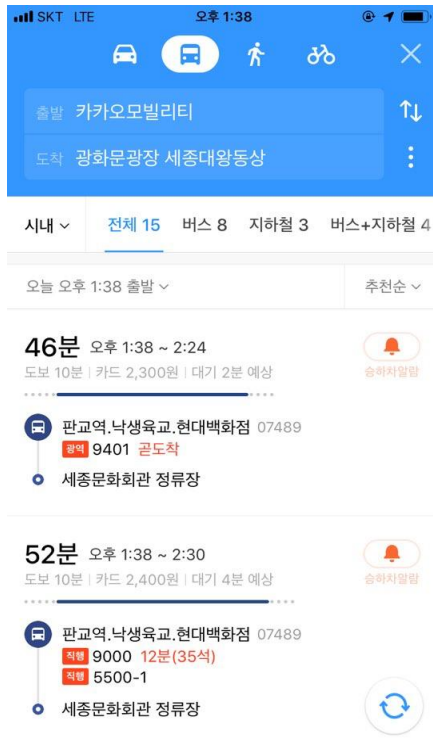 SKT LTE 오후 1:38
출발 카카오모빌리티
도착 광화문광장 세종대왕동상
시내 전체 15 버스 8 지하철 3 버스+지하철 4
오늘 오후 1:38 출발 추천순
46분 오후 1:38 ~ 2:24
도보 10분 | 카드 2,300원 | 대기 2분 예상 승하차알람
판교역.낙생육교.현대백화점 07489
광역 9401 곧도착
세종문화회관 정류장
52분 오후 1:38 ~ 2:30
도보 10분 | 카드 2,400원 | 대기 4분 예상 승하차알람
판교역.낙생육교.현대백화점 07489
직행 9000 12분(35석)
직행 5500-1
세종문화회관 정류장